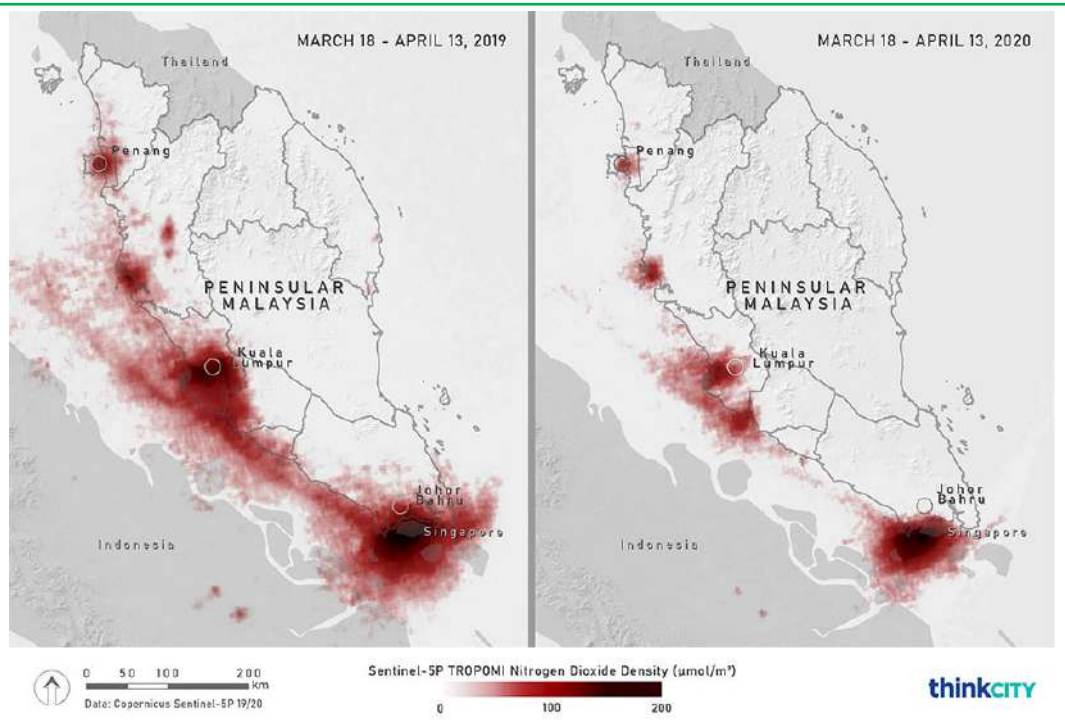 MARCH 18 - APRIL 13, 2019
Thailand
Penang
PENINSULAR
MALAYSIA
Kuala
Lumpur
Johor
Bahru
Singapore
Indonesia
MARCH 18 - APRIL 13, 2020
Thailand
Penang
PENINSULAR
MALAYSIA
Kuala
Lumpur
Johor
Bahru
Singapore
Indonesia
0 50 100 200
km
Data: Copernicus Sentinel-5P 19/20
Sentinel-5P TROPOMI Nitrogen Dioxide Density (µmol/m²)
0 100 200
thinkCITY